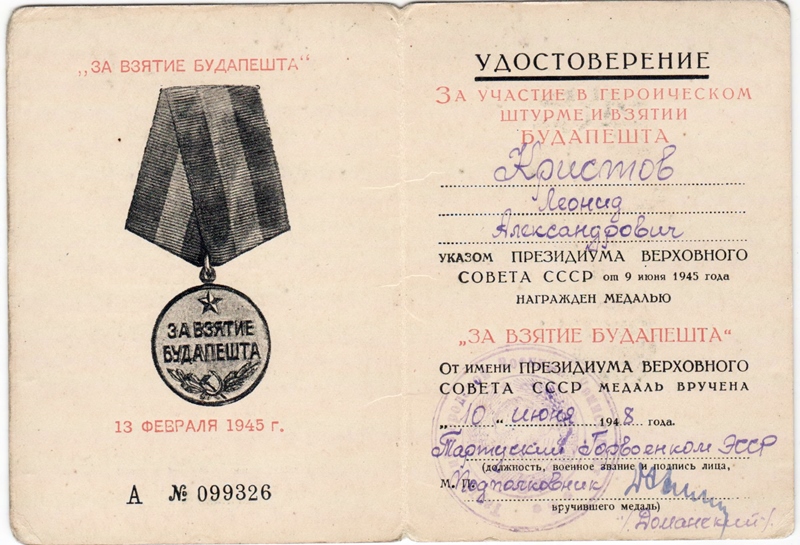 „ЗА ВЗЯТИЕ БУДАПЕШТА“
ЗА ВЗЯТИЕ
БУДАПЕШТА
13 ФЕВРАЛЯ 1945 г.
А № 099326
УДОСТОВЕРЕНИЕ
ЗА УЧАСТИЕ В ГЕРОИЧЕСКОМ
ШТУРМЕ И ВЗЯТИИ
БУДАПЕШТА
Кристов
Леонид
Александрович
УКАЗОМ ПРЕЗИДИУМА ВЕРХОВНОГО
СОВЕТА СССР от 9 июня 1945 года
НАГРАЖДЕН МЕДАЛЬЮ
„ЗА ВЗЯТИЕ БУДАПЕШТА“
От имени ПРЕЗИДИУМА ВЕРХОВНОГО
СОВЕТА СССР МЕДАЛЬ ВРУЧЕНА
„10“ июня 1948 года.
Тартуский Горвоенком ЭССР
(должность, военное звание и подпись лица,
М. П. Подполковник
вручившего медаль)
/Доманский/.